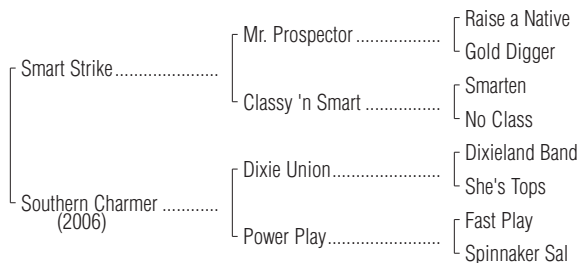 Raise a Native
Mr. Prospector ...................
Gold Digger
Smart Strike.......................
Smarten
Classy 'n Smart .................
No Class
Dixieland Band
Dixie Union........................
She's Tops
Southern Charmer ............
(2006)
Fast Play
Power Play.........................
Spinnaker Sal